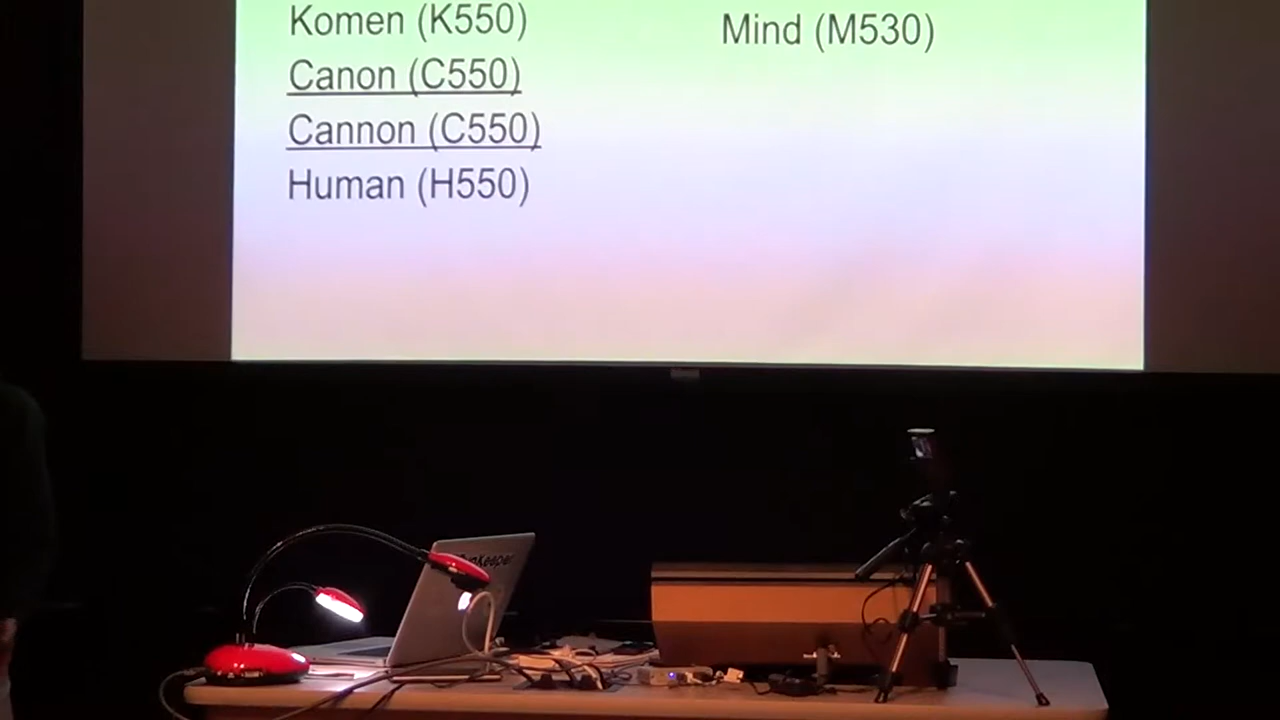 Komen (K550)
Canon (C550)
Cannon (C550)
Human (H550)
Mind (M530)